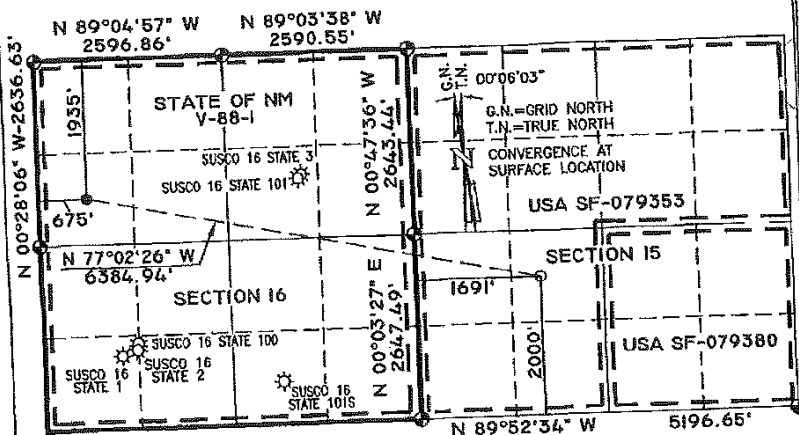 N 89°04'57" W
2596.86'
N 89°03'38" W
2590.55'
N 00°28'06" W-2636.63'
1935'
STATE OF NM
V-88-1
SUSCO 16 STATE 3
SUSCO 16 STATE 101
N 00°47'36" W
2643.44'
G.N.
T.N.
00°06'03"
G.N.=GRID NORTH
T.N.=TRUE NORTH
CONVERGENCE AT
SURFACE LOCATION
N
USA SF-079353
675'
N 77°02'26" W
6384.94'
SECTION 16
SECTION 15
1691'
N 00°03'27" E
2647.49'
2000'
USA SF-079380
SUSCO 16 STATE 100
SUSCO 16
STATE 1
SUSCO 16
STATE 2
SUSCO 16
STATE 101S
N 89°52'34" W
5196.65'